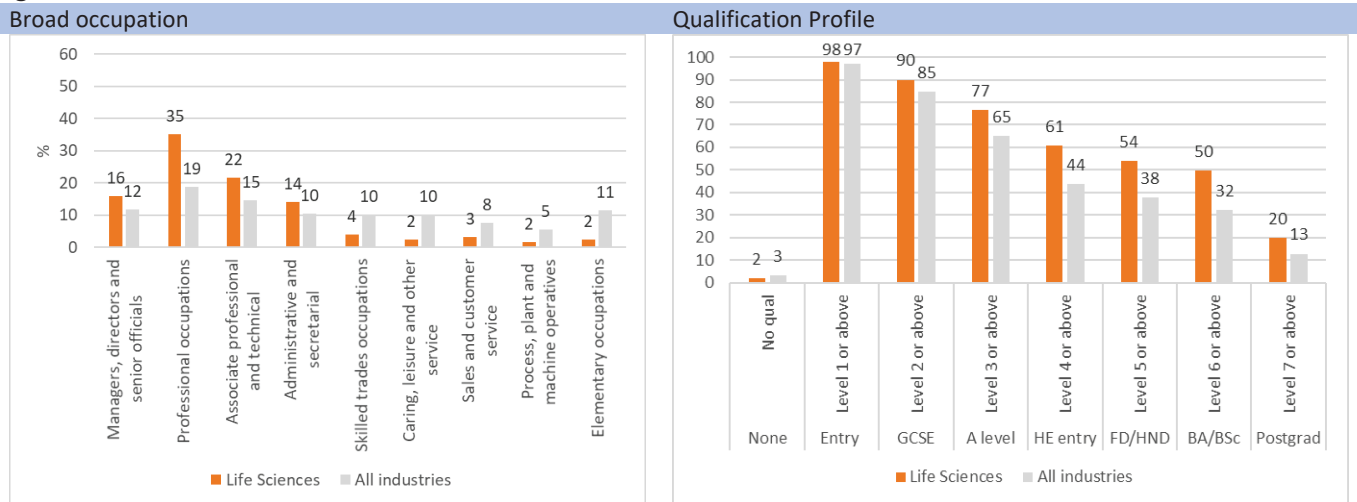 Broad occupation
Qualification Profile
60
50
40
30
20
10
0
%
16
12
35
19
22
15
14
10
4
10
2
10
3
8
2
5
2
11
Managers, directors and
senior officials
Professional occupations
Associate professional
and technical
Administrative and
secretarial
Skilled trades occupations
Caring, leisure and other
service
Sales and customer
service
Process, plant and
machine operatives
Elementary occupations
Life Sciences
All industries
100
90
80
70
60
50
40
30
20
10
0
2
3
98
97
90
85
77
65
61
44
54
38
50
32
20
13
No qual
Level 1 or above
Level 2 or above
Level 3 or above
Level 4 or above
Level 5 or above
Level 6 or above
Level 7 or above
None
Entry
GCSE
A level
HE entry
FD/HND
BA/BSc
Postgrad
Life Sciences
All industries